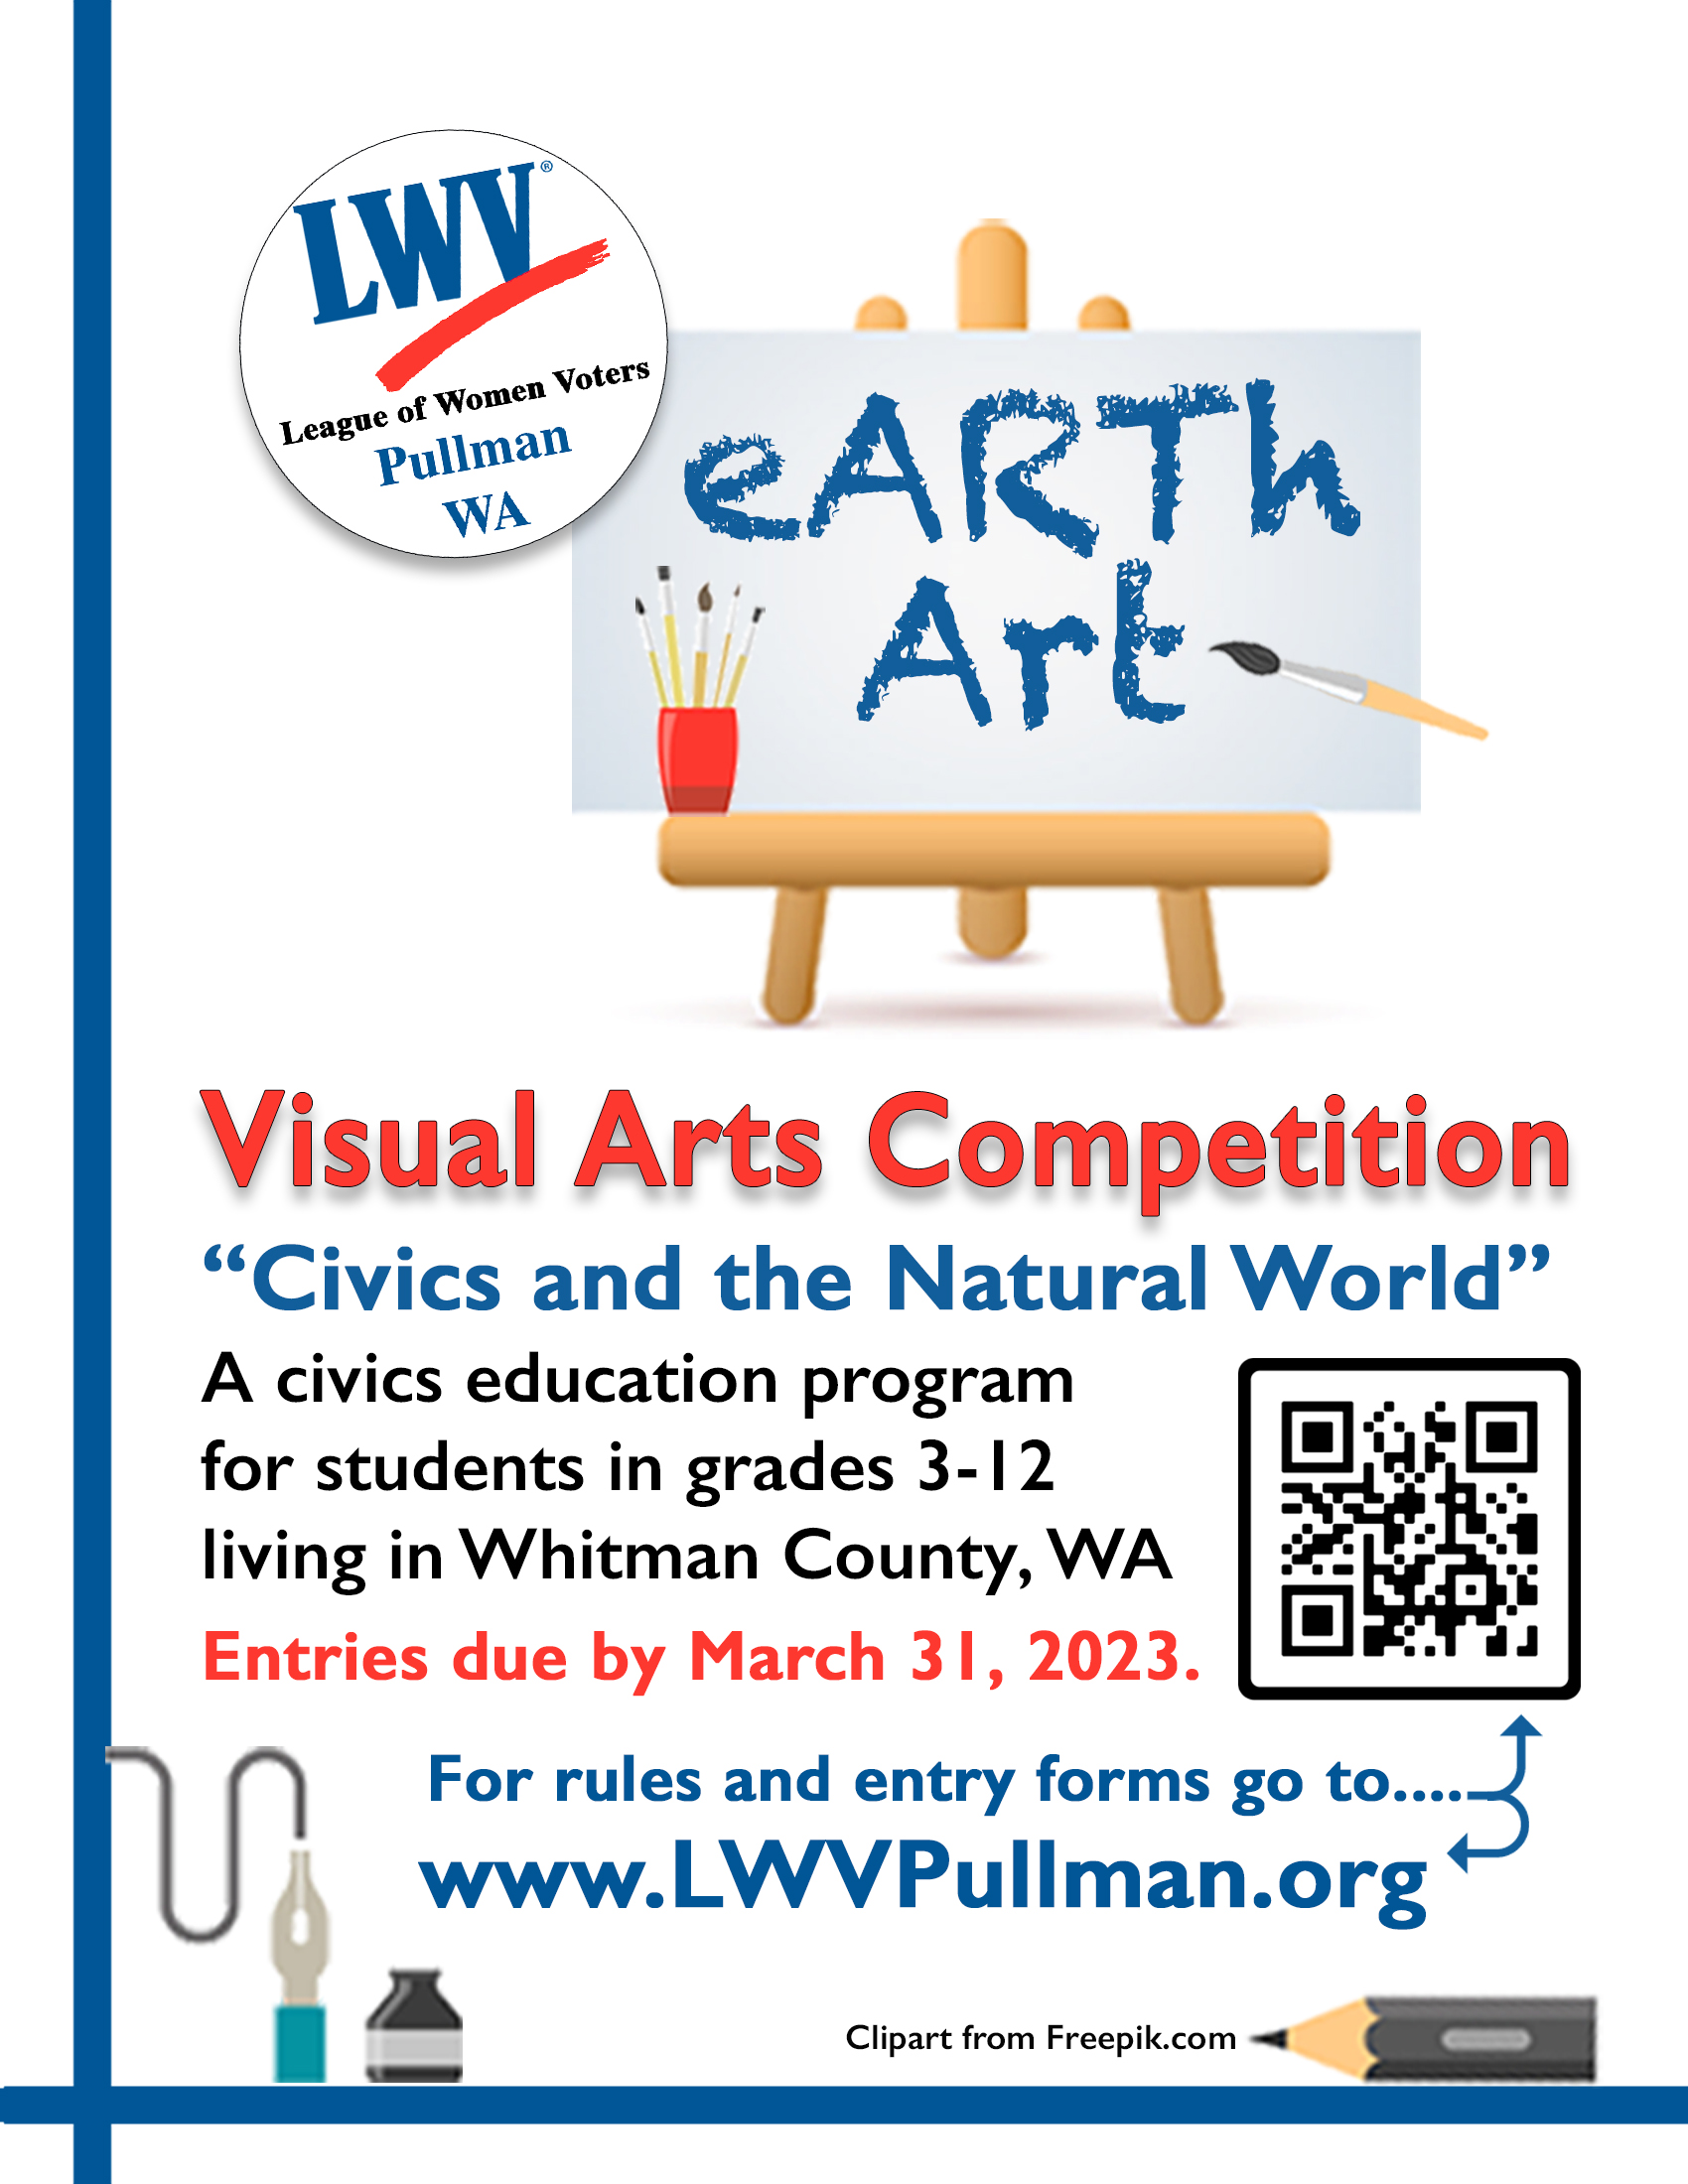 LWV®
League of Women Voters
Pullman
WA
eARTh
Art
Visual Arts Competition
“Civics and the Natural World”
A civics education program
for students in grades 3-12
living in Whitman County, WA
Entries due by March 31, 2023.
For rules and entry forms go to....
www.LWVPullman.org
Clipart from Freepik.com